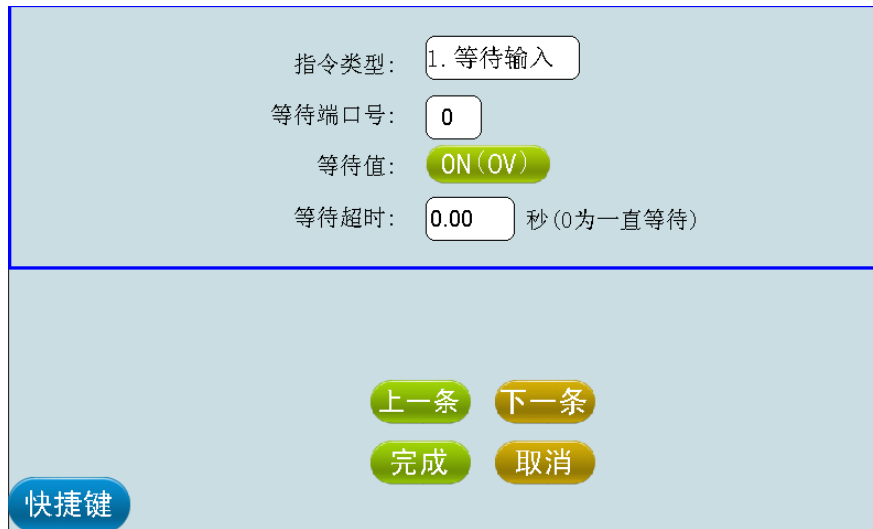 指令类型: 1.等待输入
等待端口号: 0
等待值: ON(0V)
等待超时: 0.00 秒(0为一直等待)
上一条 下一条
完成 取消
快捷键